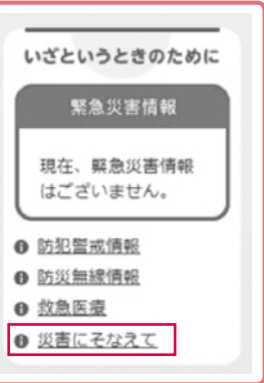 いざというときのために
緊急災害情報
現在、緊急災害情報
はございません。
防犯警戒情報
防災無線情報
救急医療
災害にそなえて